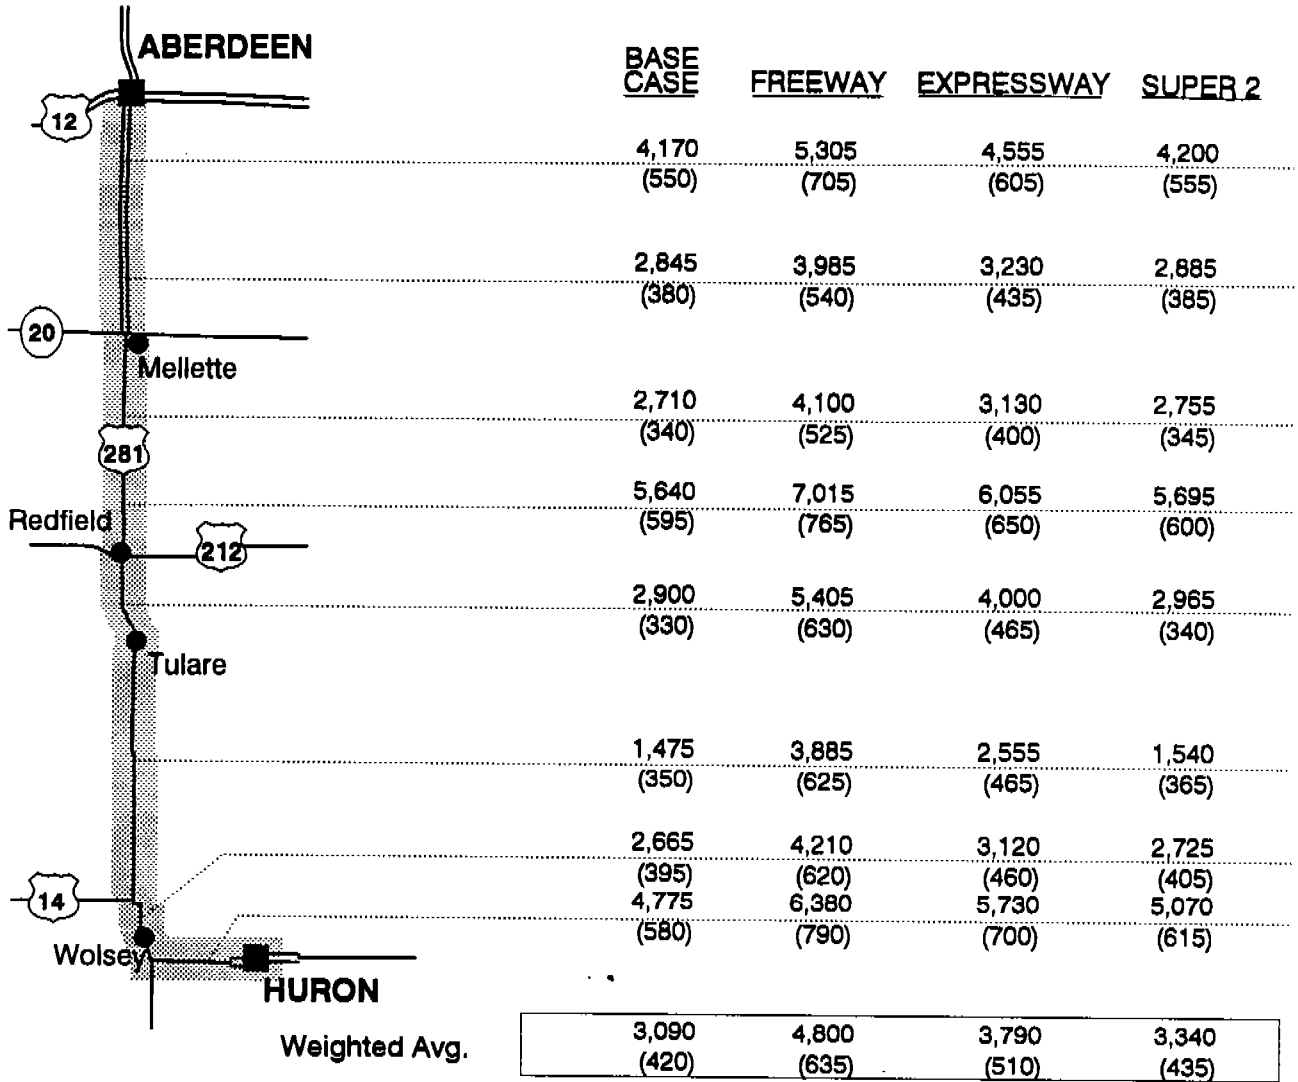 ABERDEEN
BASE CASE FREEWAY EXPRESSWAY SUPER 2
12
4,170 5,305 4,555 4,200
(550) (705) (605) (555)
2,845 3,985 3,230 2,885
(380) (540) (435) (385)
20
Mellette
2,710 4,100 3,130 2,755
(340) (525) (400) (345)
281
5,640 7,015 6,055 5,695
(595) (765) (650) (600)
Redfield
212
2,900 5,405 4,000 2,965
(330) (630) (465) (340)
Tulare
1,475 3,885 2,555 1,540
(350) (625) (465) (365)
2,665 4,210 3,120 2,725
(395) (620) (460) (405)
14
4,775 6,380 5,730 5,070
(580) (790) (700) (615)
Wolsey
HURON
Weighted Avg. 3,090 4,800 3,790 3,340
(420) (635) (510) (435)